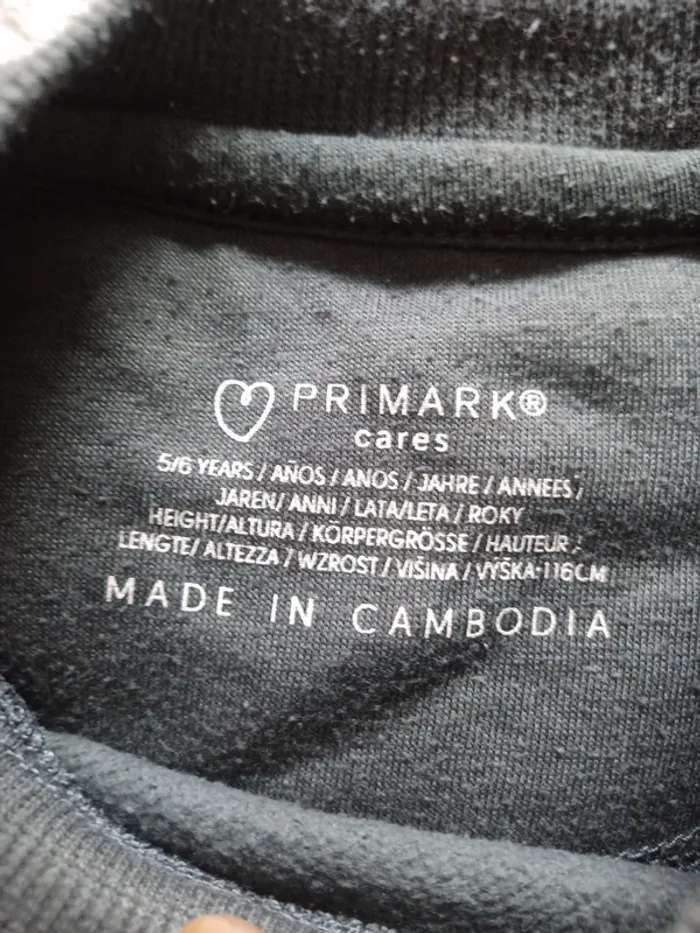 PRIMARK®
cares
5/6 YEARS / AÑOS / ANOS / JAHRE / ANNEES /
JAREN/ ANNI / LATA/LETA / ROKY
HEIGHT/ALTURA / KÖRPERGRÖSSE / HAUTEUR /
LENGTE/ ALTEZZA / WZROST / VIŠINA / VÝŠKA·116CM
MADE IN CAMBODIA